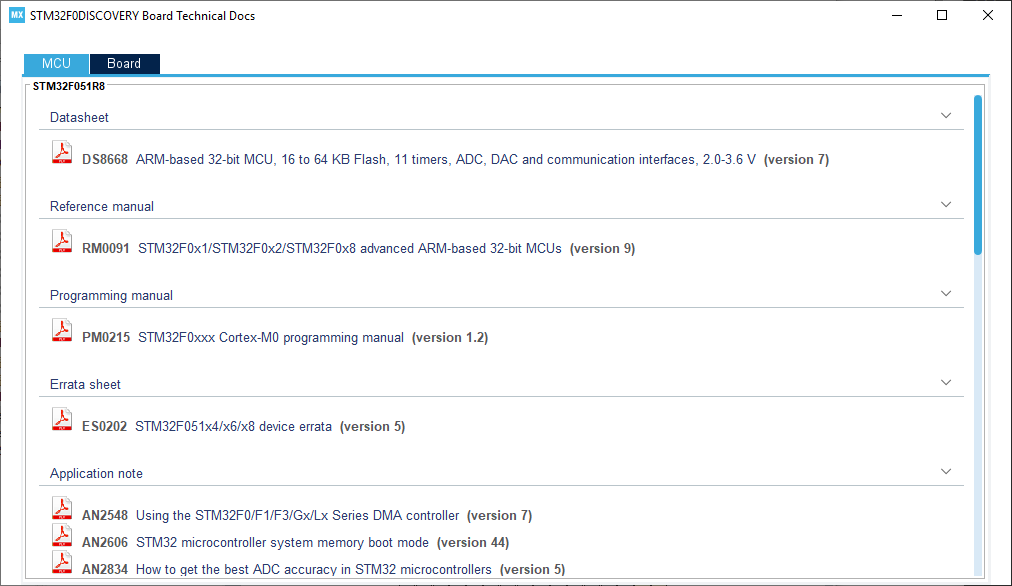 MX STM32F0DISCOVERY Board Technical Docs
MCU Board
STM32F051R8
Datasheet
DS8668 ARM-based 32-bit MCU, 16 to 64 KB Flash, 11 timers, ADC, DAC and communication interfaces, 2.0-3.6 V (version 7)
Reference manual
RM0091 STM32F0x1/STM32F0x2/STM32F0x8 advanced ARM-based 32-bit MCUs (version 9)
Programming manual
PM0215 STM32F0xxx Cortex-M0 programming manual (version 1.2)
Errata sheet
ES0202 STM32F051x4/x6/x8 device errata (version 5)
Application note
AN2548 Using the STM32F0/F1/F3/Gx/Lx Series DMA controller (version 7)
AN2606 STM32 microcontroller system memory boot mode (version 44)
AN2834 How to get the best ADC accuracy in STM32 microcontrollers (version 5)